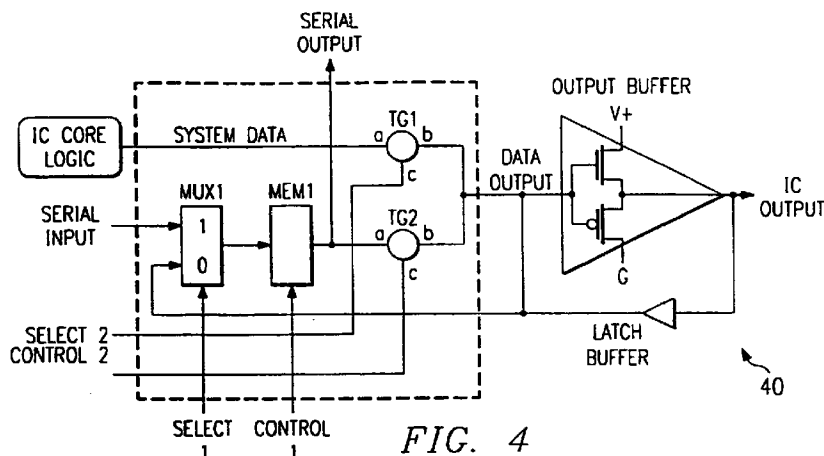 SERIAL
OUTPUT
OUTPUT BUFFER
V+
TG1
a
b
c
IC CORE
LOGIC
SYSTEM DATA
DATA
OUTPUT
IC
OUTPUT
MUX1
MEM1
SERIAL
INPUT
1
0
TG2
a
b
c
G
SELECT 2
CONTROL 2
LATCH
BUFFER
40
SELECT
1
CONTROL
1
FIG. 4